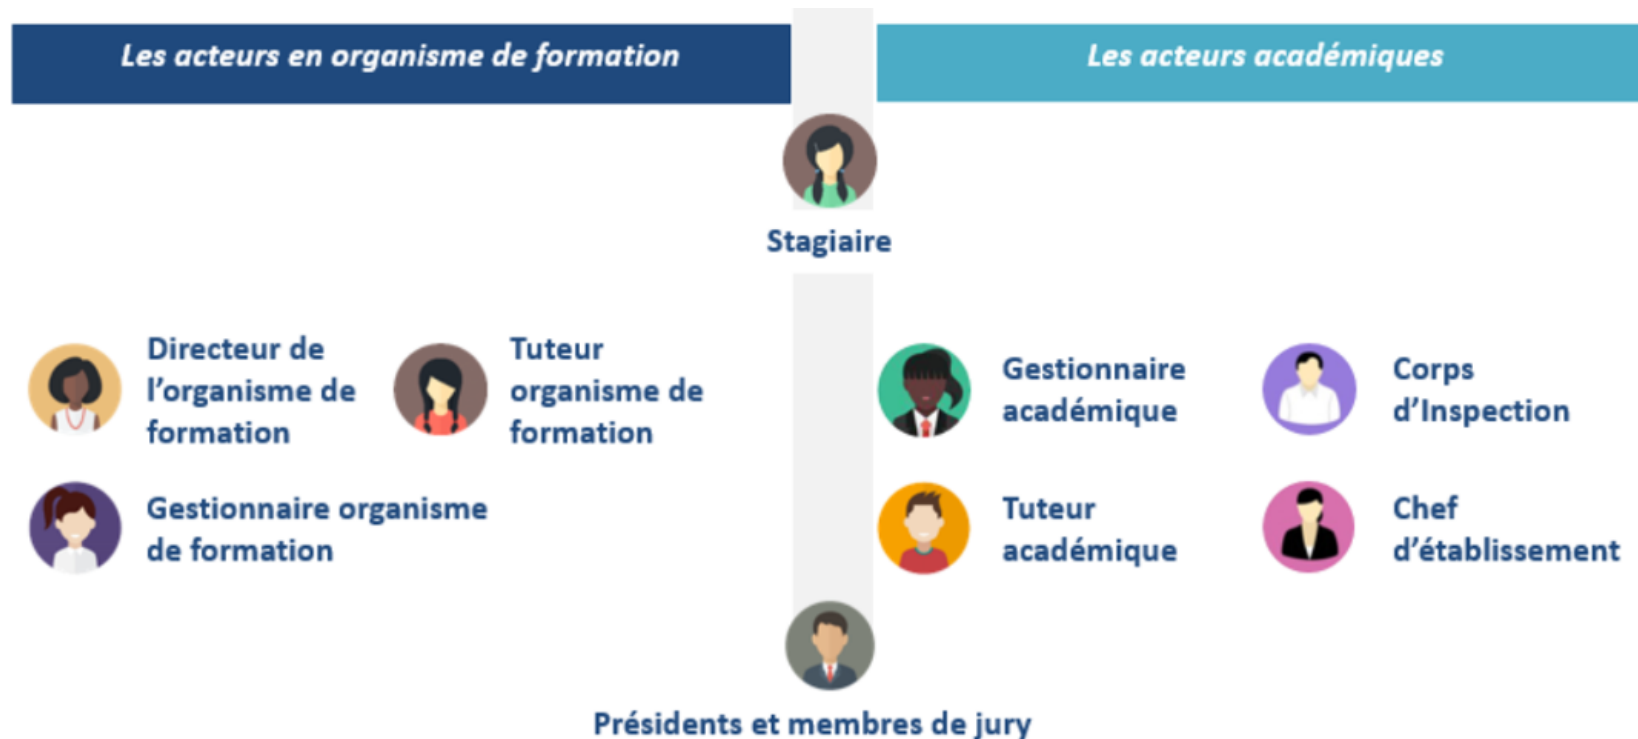 Les acteurs en organisme de formation
Les acteurs académiques
Stagiaire
Directeur de
l’organisme de
formation
Tuteur
organisme de
formation
Gestionnaire organisme
de formation
Gestionnaire
académique
Corps
d’Inspection
Tuteur
académique
Chef
d’établissement
Présidents et membres de jury